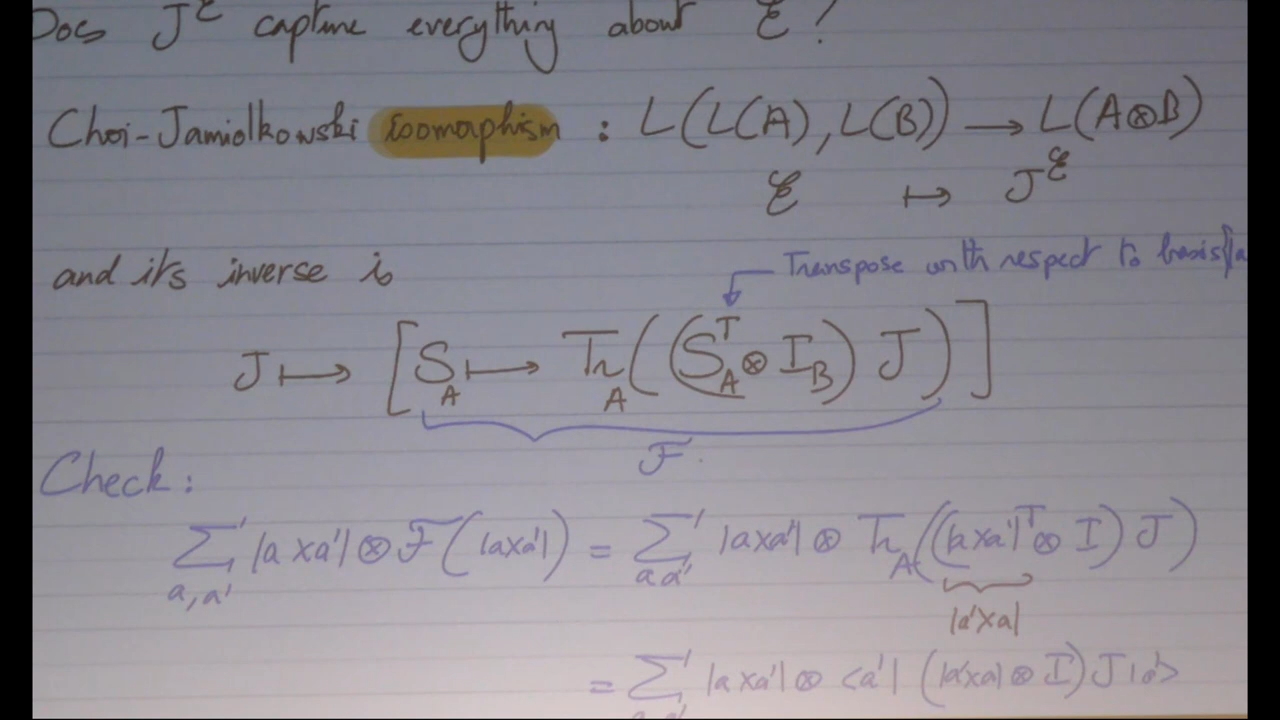 Does J^ℰ capture everything about ℰ?
Choi-Jamiolkowski isomorphism : L(L(A), L(B)) → L(A⊗B)
ℰ ↦ J^ℰ
and its inverse is
Transpose with respect to basis {|a
J ↦ [S_A ↦ Tr_A((S_A^T ⊗ I_B) J)]
ℱ
Check :
∑_{a,a'} |a⟩⟨a'| ⊗ ℱ(|a⟩⟨a'|) = ∑_{a a'} |a⟩⟨a'| ⊗ Tr_A((|a⟩⟨a'|^T ⊗ I) J)
|a'⟩⟨a|
= ∑_{a,a'} |a⟩⟨a'| ⊗ ⟨a'| (|a'⟩⟨a| ⊗ I) J |a'⟩